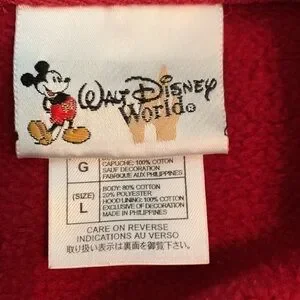 WALT DISNEY
World®
G
CAPUCHE: 100% COTTON
SAUF DECORATION
FABRIQUE AUX PHILIPPINES
(SIZE)
L
BODY: 80% COTTON
20% POLYESTER
HOOD LINING: 100% COTTON
EXCLUSIVE OF DECORATION
MADE IN PHILIPPINES
CARE ON REVERSE
INDICATIONS AU VERSO
取り扱い表示は裏面を御覧下さい